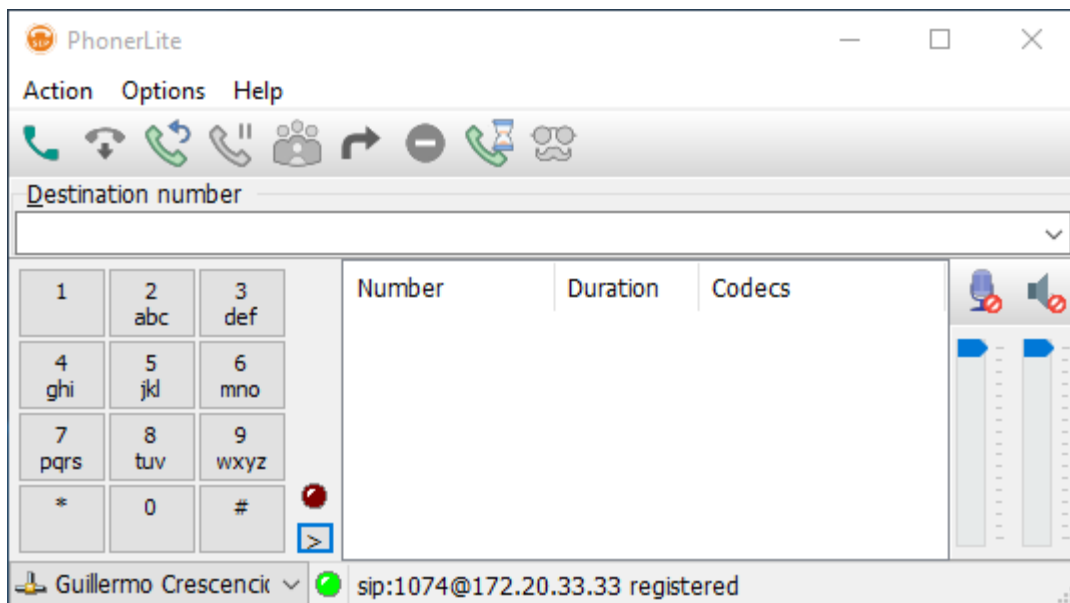 PhonerLite
Action Options Help
Destination number
1 2 3
abc def
4 5 6
ghi jkl mno
7 8 9
pqrs tuv wxyz
* 0 #
>
Number Duration Codecs
Guillermo Crescencic
sip:1074@172.20.33.33 registered